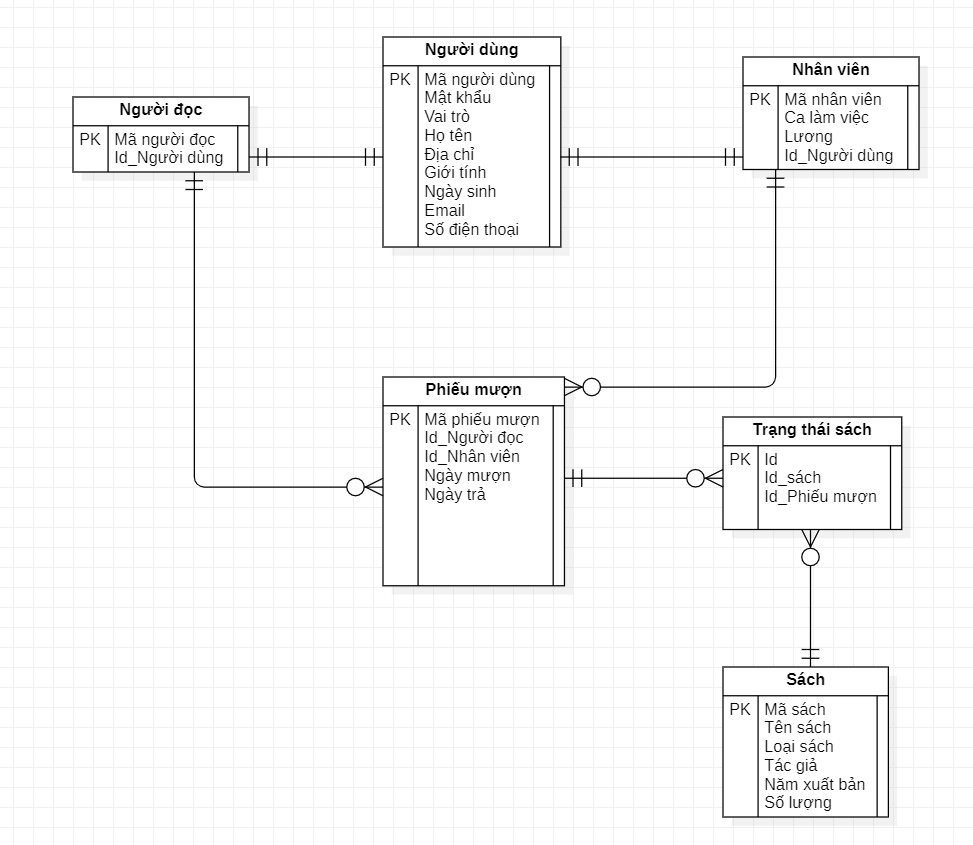 Người dùng
PK
Mã người dùng
Mật khẩu
Vai trò
Họ tên
Địa chỉ
Giới tính
Ngày sinh
Email
Số điện thoại
Nhân viên
PK
Mã nhân viên
Ca làm việc
Lương
Id_Người dùng
Người đọc
PK
Mã người đọc
Id_Người dùng
Phiếu mượn
PK
Mã phiếu mượn
Id_Người đọc
Id_Nhân viên
Ngày mượn
Ngày trả
Trạng thái sách
PK
Id
Id_sách
Id_Phiếu mượn
Sách
PK
Mã sách
Tên sách
Loại sách
Tác giả
Năm xuất bản
Số lượng